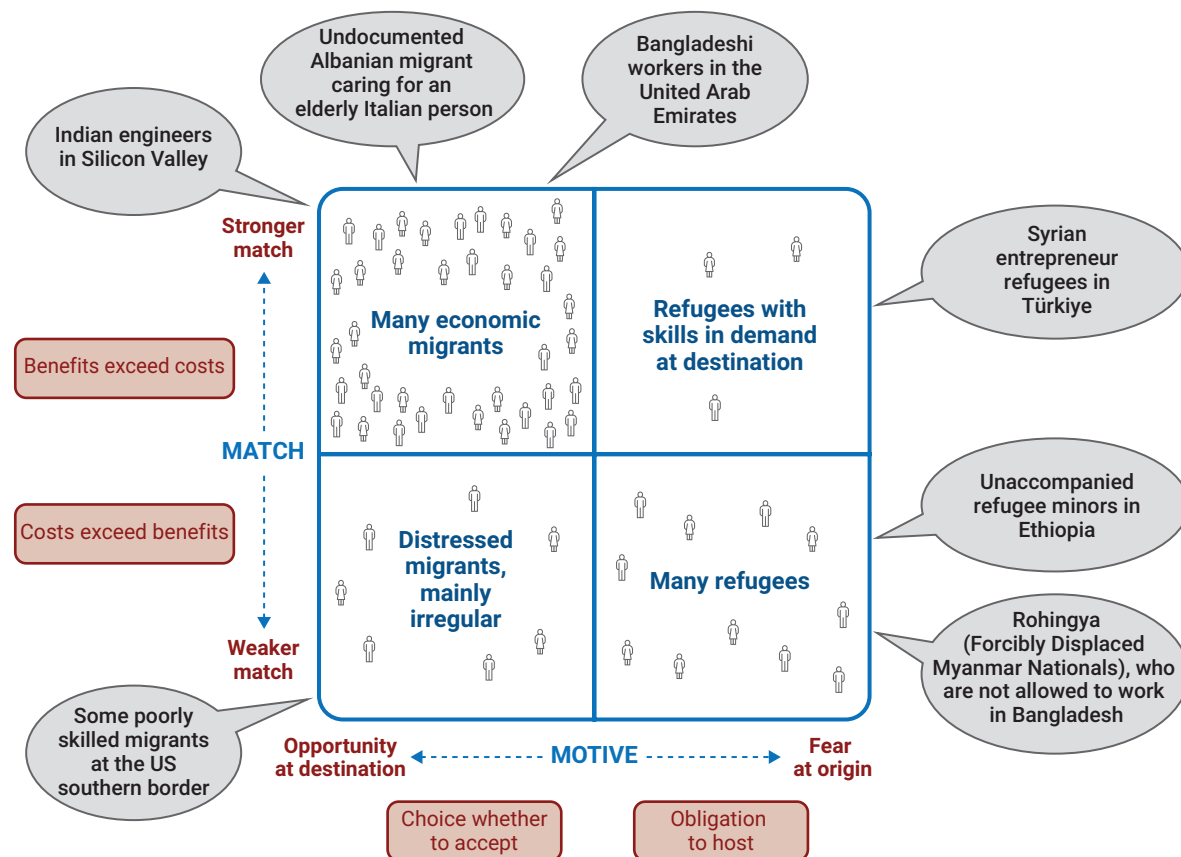 Undocumented
Albanian migrant
caring for an
elderly Italian person
Bangladeshi
workers in the
United Arab
Emirates
Indian engineers
in Silicon Valley
Stronger
match
Syrian
entrepreneur
refugees in
Türkiye
Many economic
migrants
Refugees with
skills in demand
at destination
Benefits exceed costs
MATCH
Costs exceed benefits
Unaccompanied
refugee minors in
Ethiopia
Distressed
migrants,
mainly
irregular
Many refugees
Weaker
match
Rohingya
(Forcibly Displaced
Myanmar Nationals), who
are not allowed to work
in Bangladesh
Some poorly
skilled migrants
at the US
southern border
Opportunity
at destination
MOTIVE
Fear
at origin
Choice whether
to accept
Obligation
to host